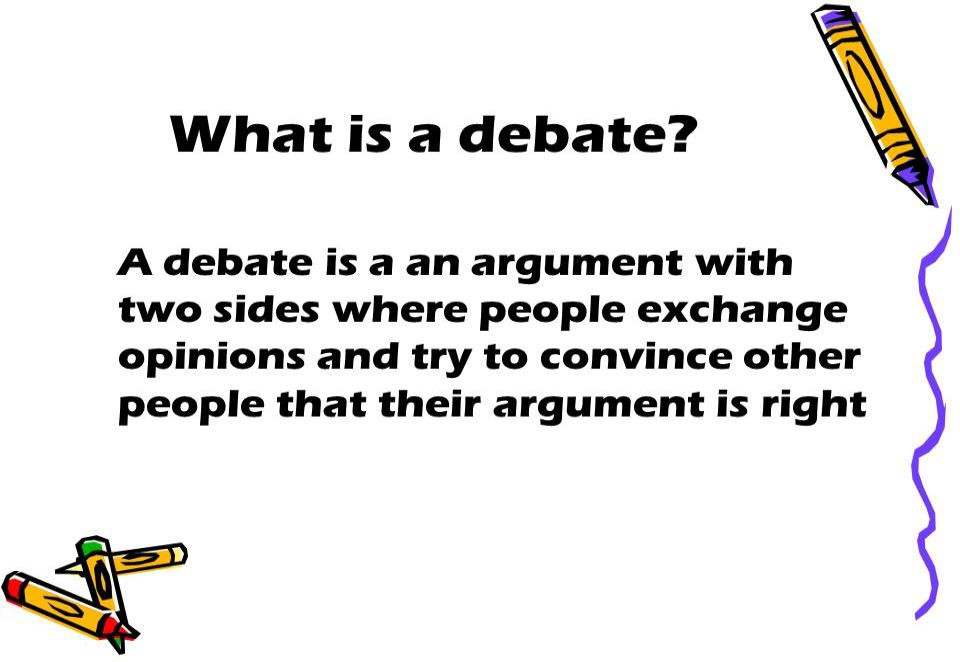 What is a debate?
A debate is a an argument with
two sides where people exchange
opinions and try to convince other
people that their argument is right